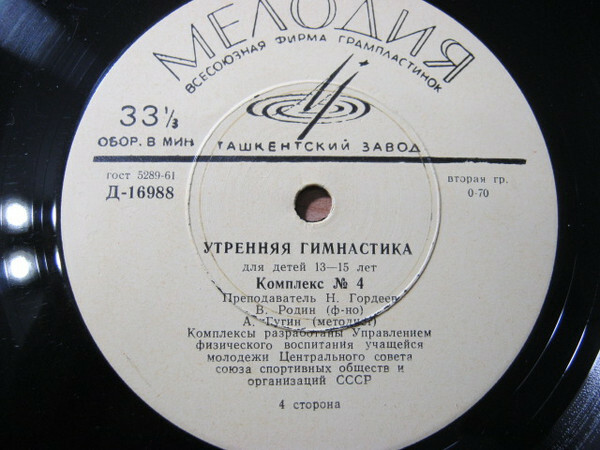 МЕЛОДИЯ
ВСЕСОЮЗНАЯ ФИРМА ГРАМПЛАСТИНОК
33⅓
ОБОР. В МИН
ТАШКЕНТСКИЙ ЗАВОД
гост 5289-61
Д-16988
вторая гр.
0-70
УТРЕННЯЯ ГИМНАСТИКА
для детей 13—15 лет
Комплекс № 4
Преподаватель Н. Гордеев
В. Родин (ф-но)
А. Гугин (методист)
Комплексы разработаны Управлением
физического воспитания учащейся
молодежи Центрального совета
союза спортивных обществ и
организаций СССР
4 сторона